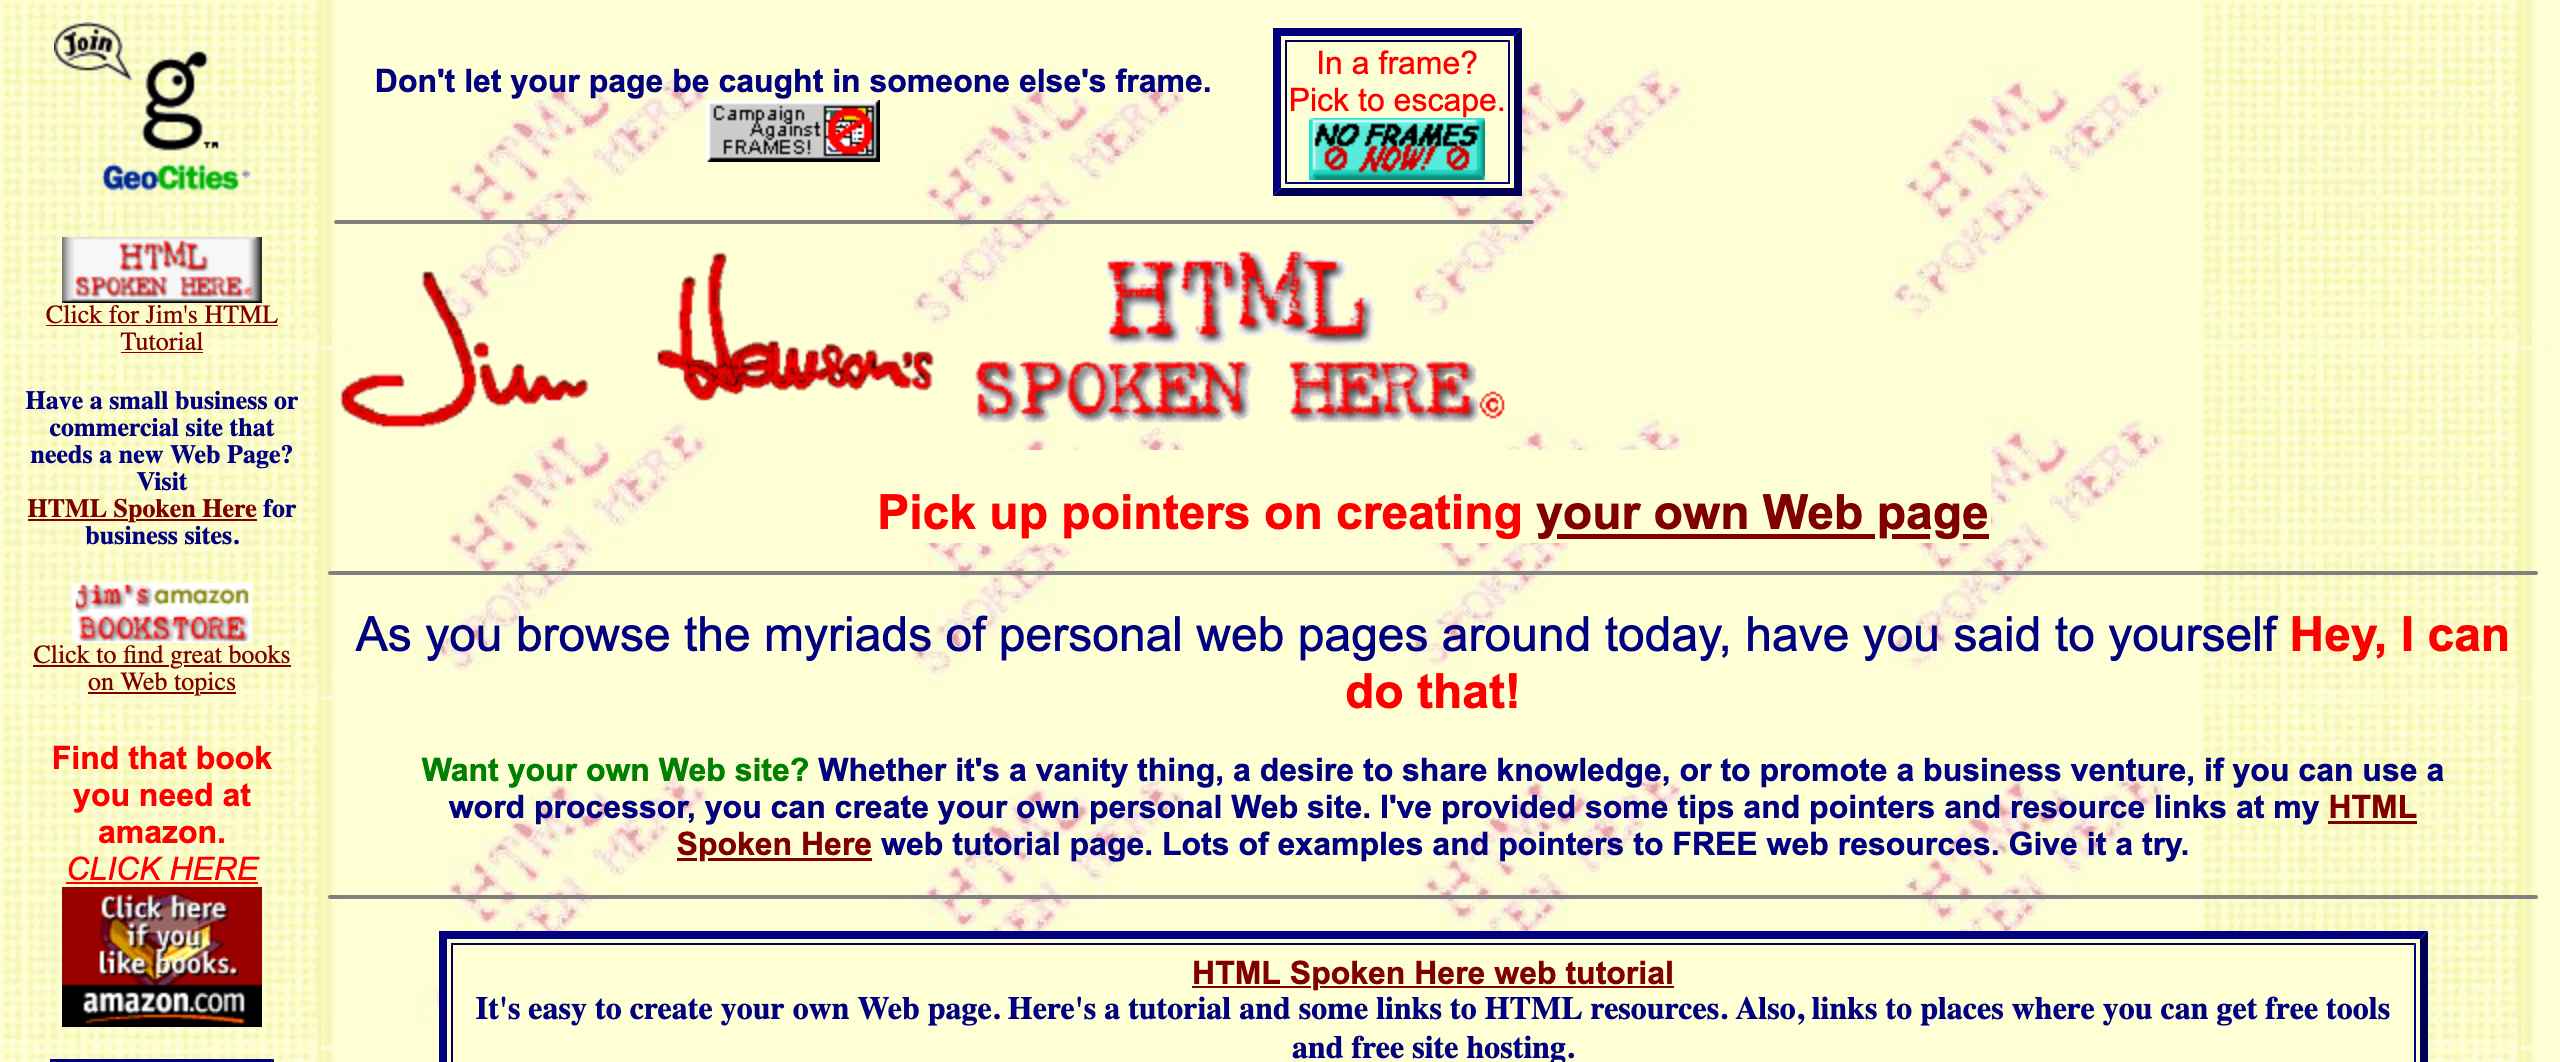 Join
g
TM
GeoCities
HTML
SPOKEN HERE©
Click for Jim's HTML
Tutorial
Have a small business or
commercial site that
needs a new Web Page?
Visit
HTML Spoken Here for
business sites.
jim's amazon
BOOKSTORE
Click to find great books
on Web topics
Find that book
you need at
amazon.
CLICK HERE
Click here
if you
like books.
amazon.com
Don't let your page be caught in someone else's frame.
Campaign
Against
FRAMES!
In a frame?
Pick to escape.
NO FRAMES
NOW!
Jim Hawson's
HTML
SPOKEN HERE©
Pick up pointers on creating your own Web page
As you browse the myriads of personal web pages around today, have you said to yourself Hey, I can
do that!
Want your own Web site? Whether it's a vanity thing, a desire to share knowledge, or to promote a business venture, if you can use a
word processor, you can create your own personal Web site. I've provided some tips and pointers and resource links at my HTML
Spoken Here web tutorial page. Lots of examples and pointers to FREE web resources. Give it a try.
HTML Spoken Here web tutorial
It's easy to create your own Web page. Here's a tutorial and some links to HTML resources. Also, links to places where you can get free tools
and free site hosting.
HTML
SPOKEN HERE